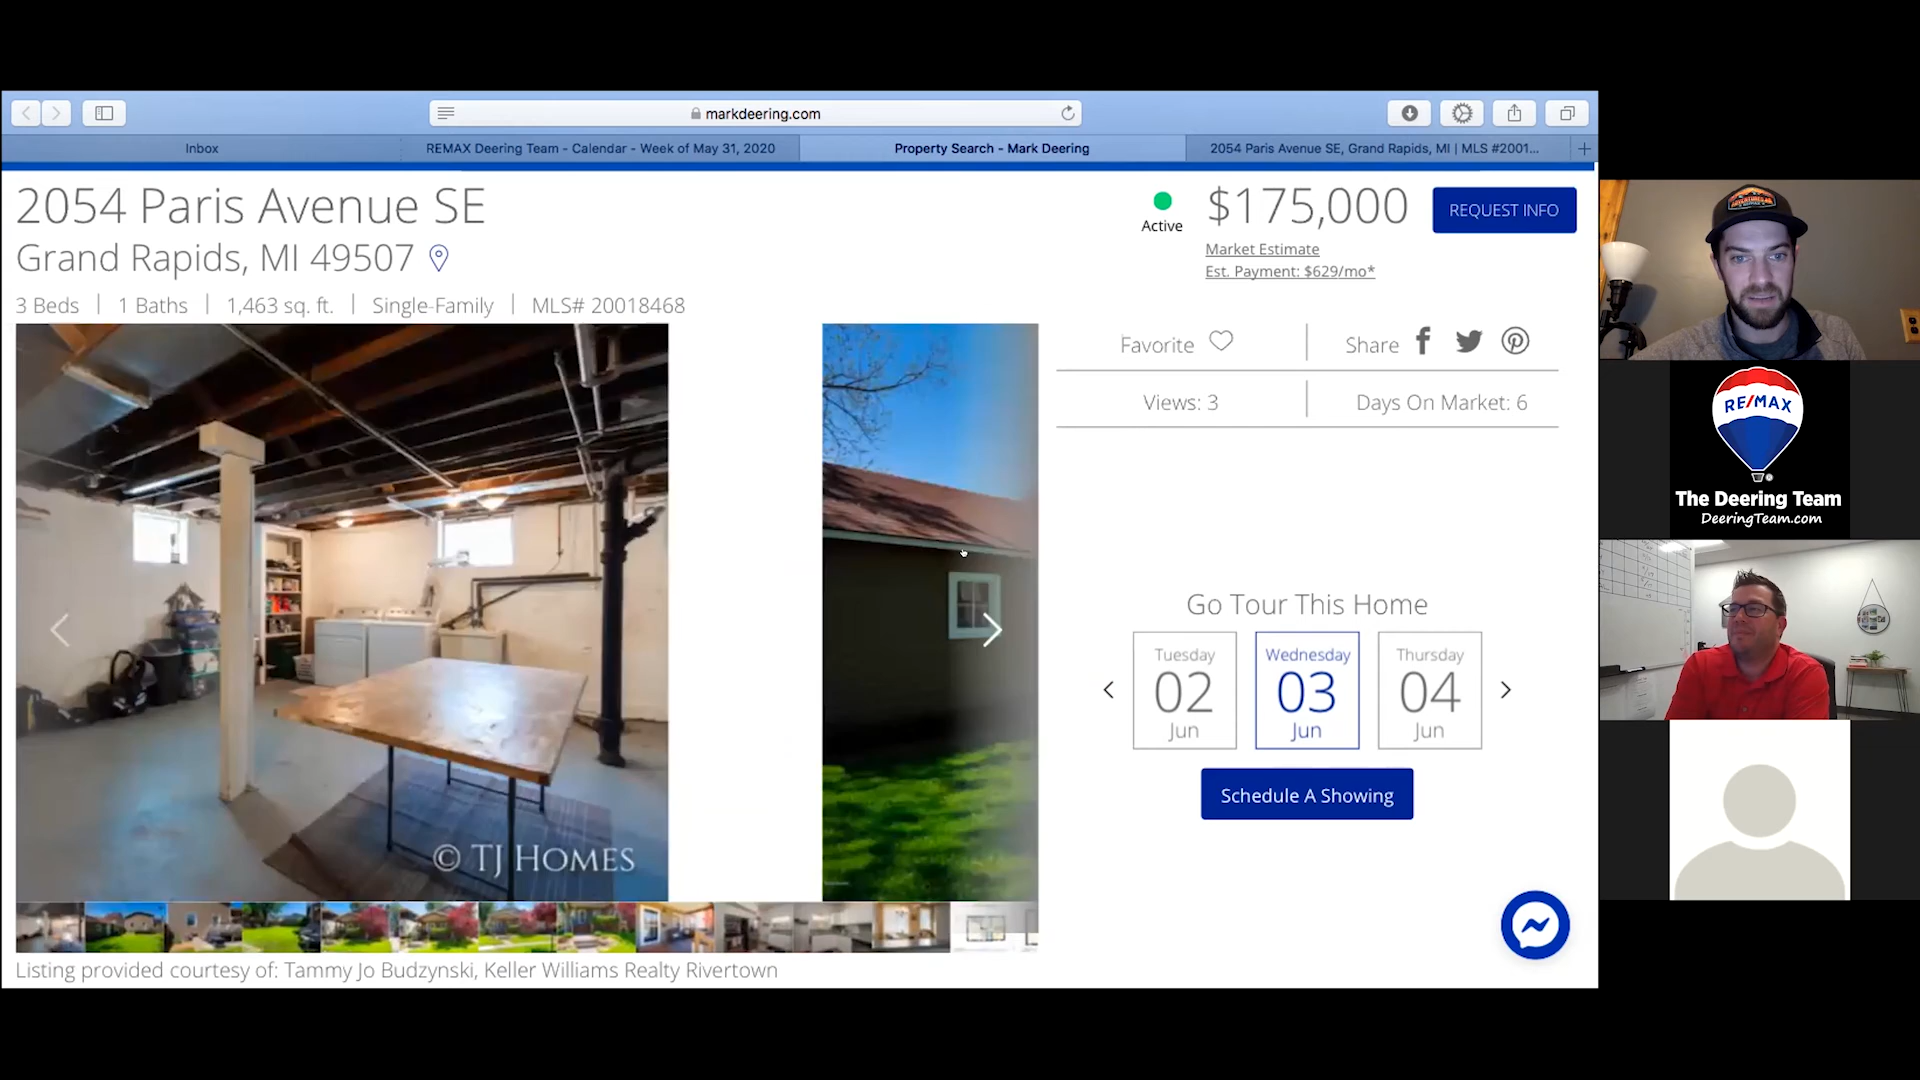 markdeering.com
Inbox
REMAX Deering Team - Calendar - Week of May 31, 2020
Property Search - Mark Deering
2054 Paris Avenue SE, Grand Rapids, MI | MLS #2001...
2054 Paris Avenue SE
Grand Rapids, MI 49507
3 Beds | 1 Baths | 1,463 sq. ft. | Single-Family | MLS# 20018468
Active
$175,000
Market Estimate
Est. Payment: $629/mo*
REQUEST INFO
Favorite
Share
Views: 3
Days On Market: 6
Go Tour This Home
Tuesday
02
Jun
Wednesday
03
Jun
Thursday
04
Jun
Schedule A Showing
© TJ HOMES
Listing provided courtesy of: Tammy Jo Budzynski, Keller Williams Realty Rivertown
RE/MAX
The Deering Team
DeeringTeam.com